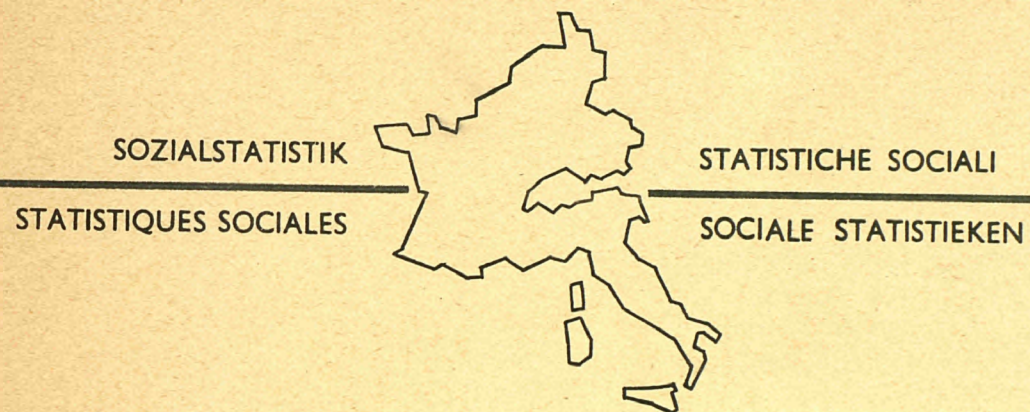 SOZIALSTATISTIK
STATISTIQUES SOCIALES
STATISTICHE SOCIALI
SOCIALE STATISTIEKEN